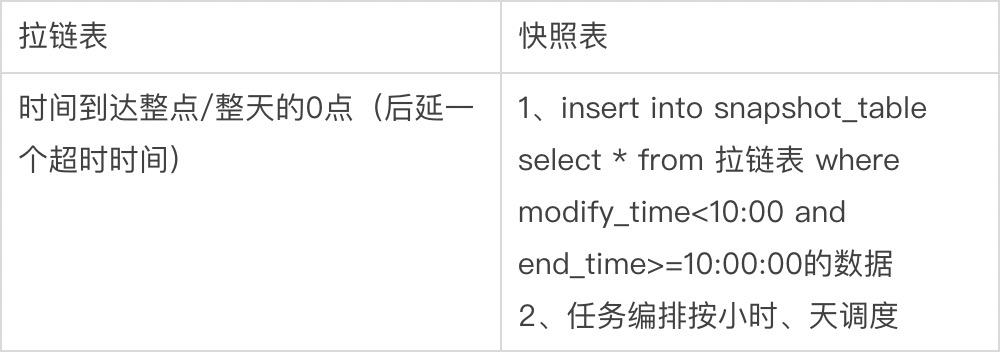 拉链表
快照表
时间到达整点/整天的0点（后延一
个超时时间）
1、insert into snapshot_table
select * from 拉链表 where
modify_time<10:00 and
end_time>=10:00:00的数据
2、任务编排按小时、天调度